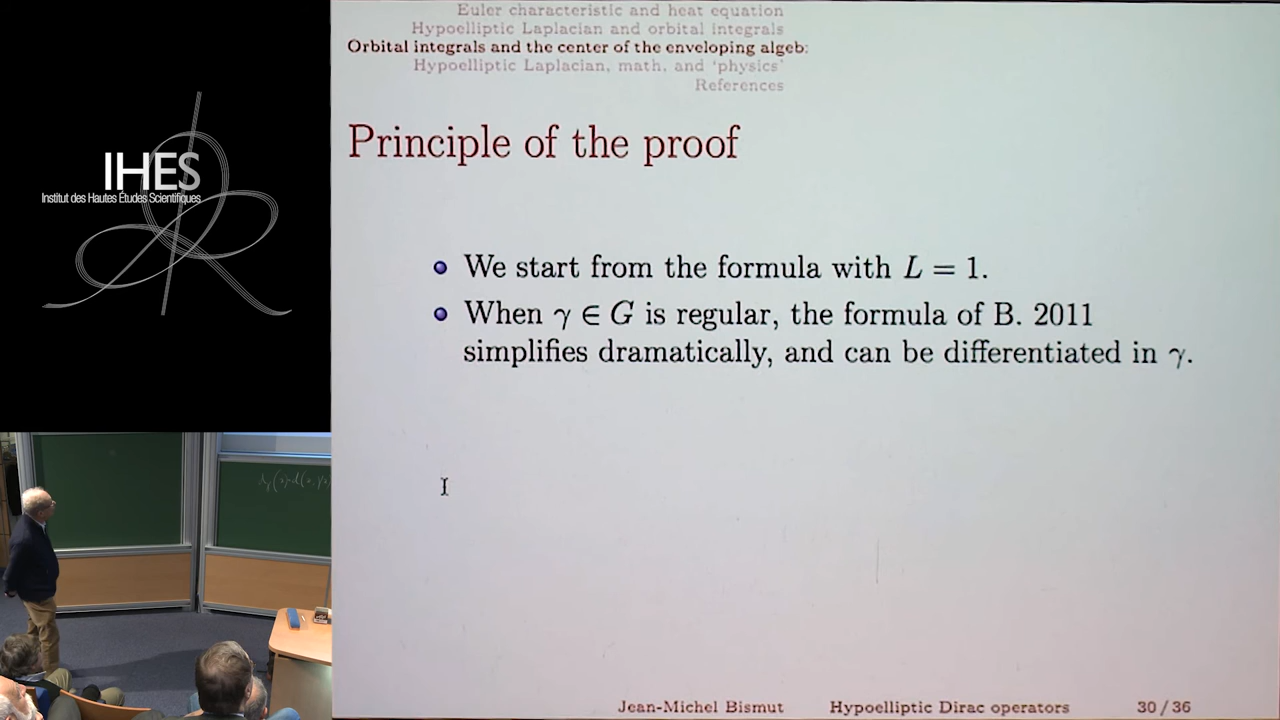 IHES
Institut des Hautes Études Scientifiques
Euler characteristic and heat equation
Hypoelliptic Laplacian and orbital integrals
Orbital integrals and the center of the enveloping algeb:
Hypoelliptic Laplacian, math, and ‘physics’
References
Principle of the proof
We start from the formula with L = 1.
When γ ∈ G is regular, the formula of B. 2011
simplifies dramatically, and can be differentiated in γ.
Jean-Michel Bismut Hypoelliptic Dirac operators 30 / 36